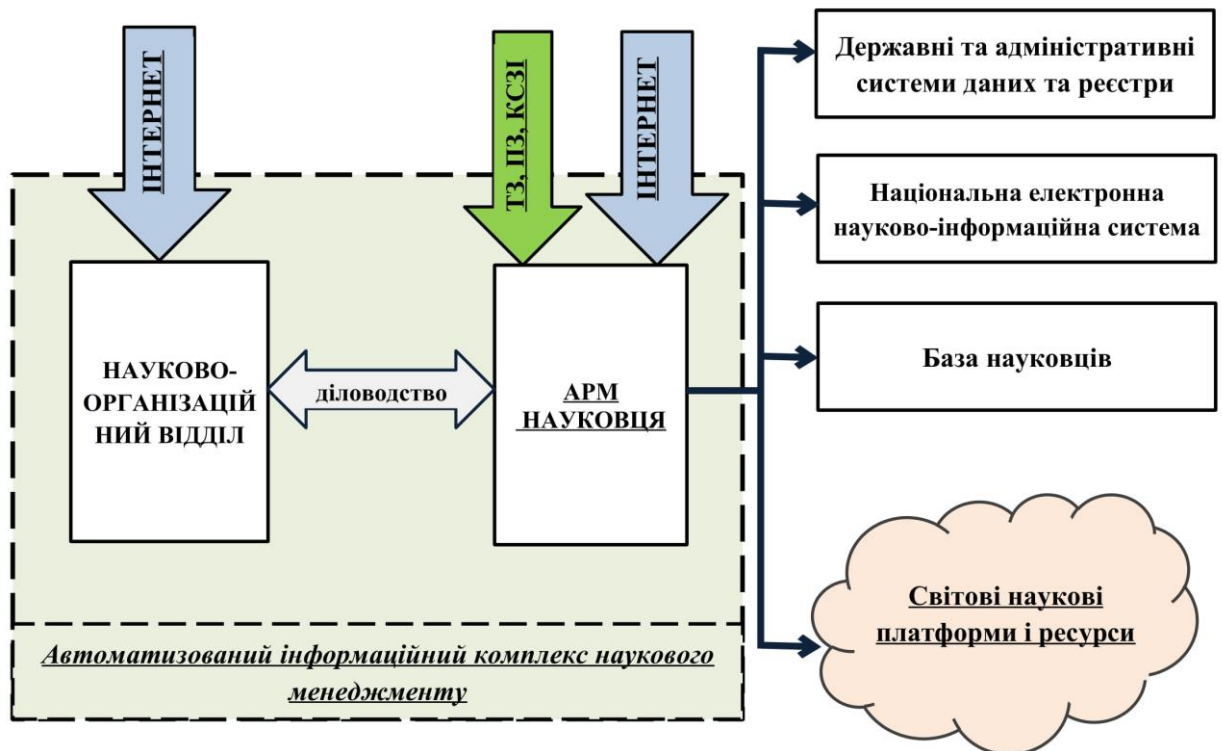 ІНТЕРНЕТ
ТЗ, ПЗ, КСЗІ
ІНТЕРНЕТ
Державні та адміністративні
системи даних та реєстри
Національна електронна
науково-інформаційна система
База науковців
НАУКОВО-
ОРГАНІЗАЦІЙ
НИЙ ВІДДІЛ
діловодство
АРМ
НАУКОВЦЯ
Світові наукові
платформи і ресурси
Автоматизований інформаційний комплекс наукового
менеджменту